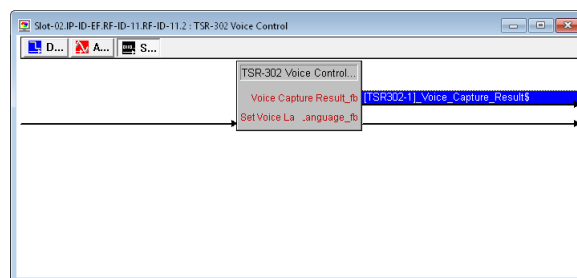 Slot-02.IP-ID-EF.RF-ID-11.RF-ID-11.2 : TSR-302 Voice Control
D... A... S...
TSR-302 Voice Control...
Voice Capture Result_fb [TSR302-1]_Voice_Capture_Result$
Set Voice La .anguage_fb